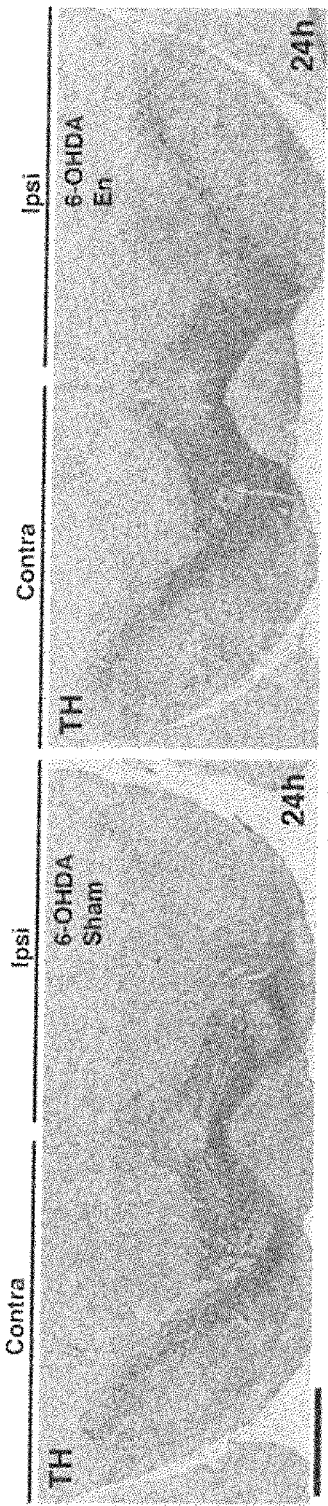 Contra
Ipsi
TH
6-OHDA
Sham
24h
Contra
Ipsi
TH
6-OHDA
En
24h